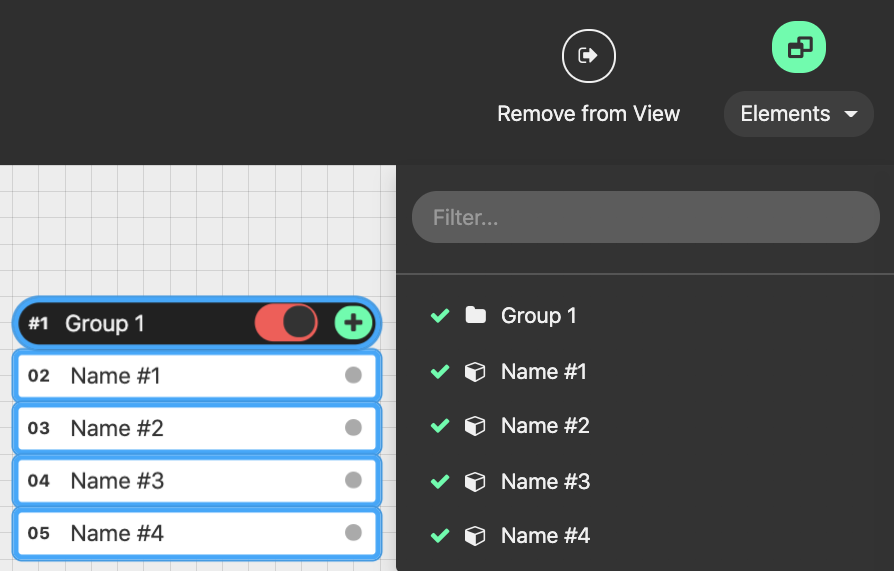 Remove from View
Elements
Filter...
#1 Group 1
02 Name #1
03 Name #2
04 Name #3
05 Name #4
Group 1
Name #1
Name #2
Name #3
Name #4